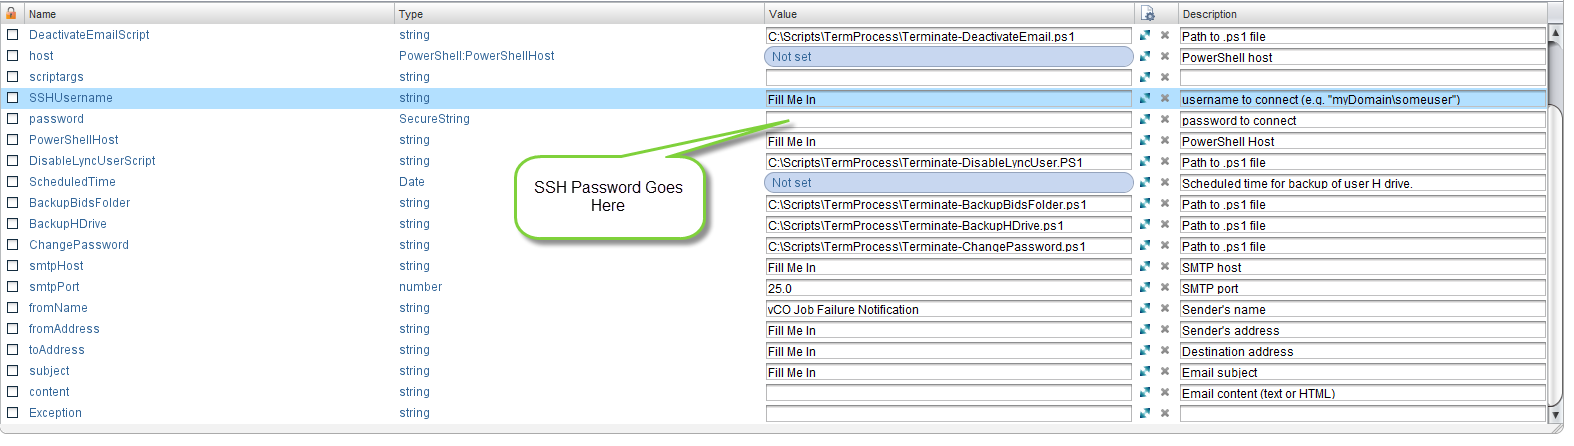 Name Type Value Description
DeactivateEmailScript string C:\Scripts\TermProcess\Terminate-DeactivateEmail.ps1 Path to .ps1 file
host PowerShell:PowerShellHost Not set PowerShell host
scriptargs string
SSHUsername string Fill Me In username to connect (e.g. "myDomain\someuser")
password SecureString password to connect
PowerShellHost string Fill Me In PowerShell Host
DisableLyncUserScript string C:\Scripts\TermProcess\Terminate-DisableLyncUser.PS1 Path to .ps1 file
ScheduledTime Date Not set Scheduled time for backup of user H drive.
BackupBidsFolder string C:\Scripts\TermProcess\Terminate-BackupBidsFolder.ps1 Path to .ps1 file
BackupHDrive string C:\Scripts\TermProcess\Terminate-BackupHDrive.ps1 Path to .ps1 file
ChangePassword string C:\Scripts\TermProcess\Terminate-ChangePassword.ps1 Path to .ps1 file
smtpHost string Fill Me In SMTP host
smtpPort number 25.0 SMTP port
fromName string vCO Job Failure Notification Sender's name
fromAddress string Fill Me In Sender's address
toAddress string Fill Me In Destination address
subject string Fill Me In Email subject
content string Email content (text or HTML)
Exception string
SSH Password Goes
Here